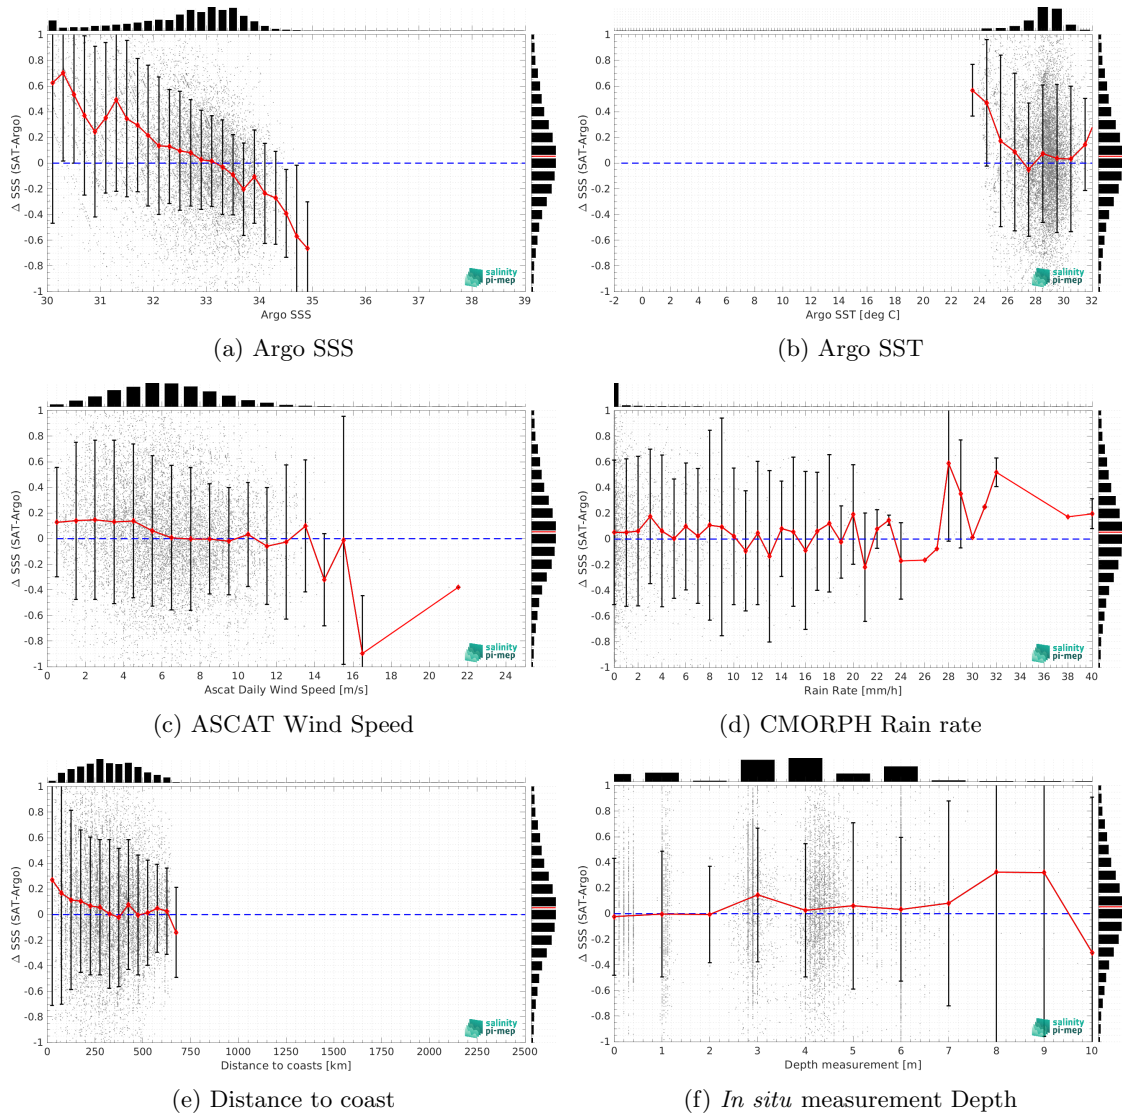 1
0.8
0.6
0.4
0.2
0
-0.2
-0.4
-0.6
-0.8
-1
Δ SSS (SAT-Argo)
30 31 32 33 34 35 36 37 38 39
Argo SSS
salinity
pi-mep
(a) Argo SSS
1
0.8
0.6
0.4
0.2
0
-0.2
-0.4
-0.6
-0.8
-1
Δ SSS (SAT-Argo)
-2 0 2 4 6 8 10 12 14 16 18 20 22 24 26 28 30 32
Argo SST [deg C]
salinity
pi-mep
(b) Argo SST
1
0.8
0.6
0.4
0.2
0
-0.2
-0.4
-0.6
-0.8
-1
Δ SSS (SAT-Argo)
0 2 4 6 8 10 12 14 16 18 20 22 24
Ascat Daily Wind Speed [m/s]
salinity
pi-mep
(c) ASCAT Wind Speed
1
0.8
0.6
0.4
0.2
0
-0.2
-0.4
-0.6
-0.8
-1
Δ SSS (SAT-Argo)
0 2 4 6 8 10 12 14 16 18 20 22 24 26 28 30 32 34 36 38 40
Rain Rate [mm/h]
salinity
pi-mep
(d) CMORPH Rain rate
1
0.8
0.6
0.4
0.2
0
-0.2
-0.4
-0.6
-0.8
-1
Δ SSS (SAT-Argo)
0 250 500 750 1000 1250 1500 1750 2000 2250 2500
Distance to coasts [km]
salinity
pi-mep
(e) Distance to coast
1
0.8
0.6
0.4
0.2
0
-0.2
-0.4
-0.6
-0.8
-1
Δ SSS (SAT-Argo)
0 1 2 3 4 5 6 7 8 9 10
Depth measurement [m]
salinity
pi-mep
(f) In situ measurement Depth